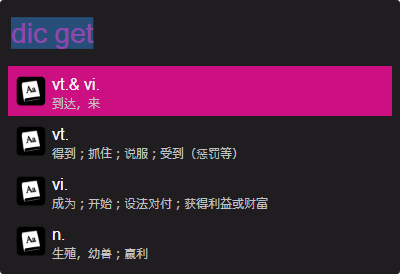 dic get
vt.& vi.
到达，来
vt.
得到；抓住；说服；受到（惩罚等）
vi.
成为；开始；设法对付；获得利益或财富
n.
生殖，幼兽；赢利